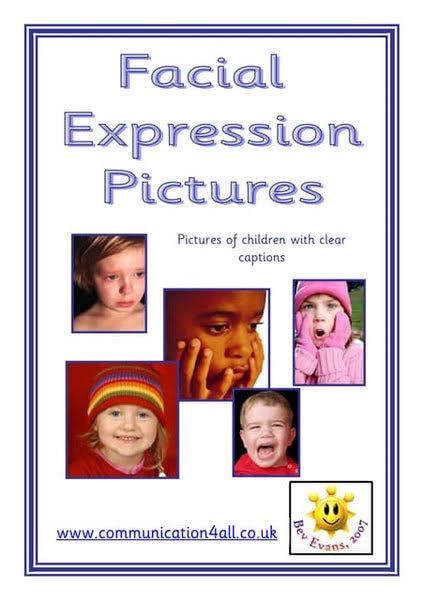 Facial
Expression
Pictures
Pictures of children with clear
captions
www.communication4all.co.uk
Bev Evans, 2007